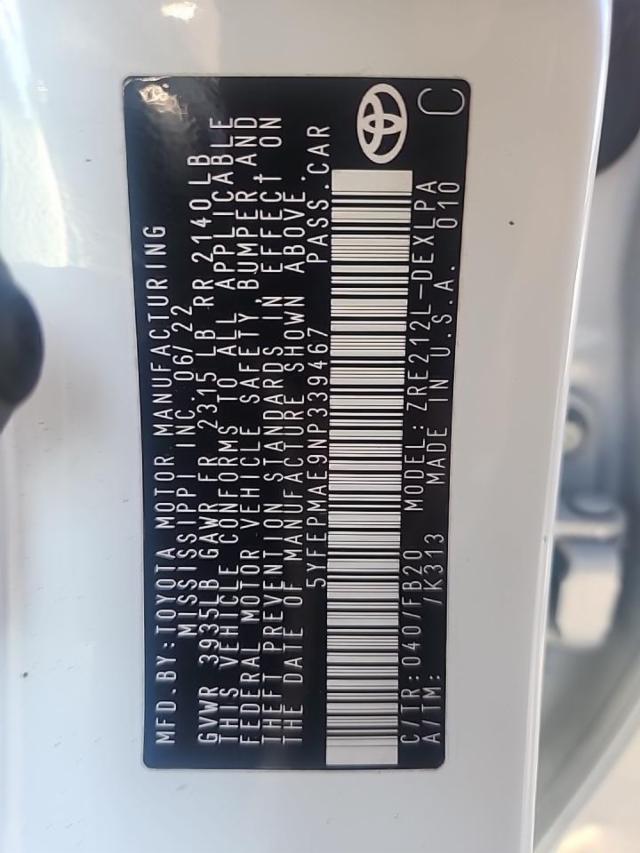 MFD.BY:TOYOTA MOTOR MANUFACTURING
MISSISSIPPI INC. 06/22
GVWR 3935LB GAWR FR 2315LB RR 2140LB
THIS VEHICLE CONFORMS TO ALL APPLICABLE
FEDERAL MOTOR VEHICLE SAFETY, BUMPER AND
THEFT PREVENTION STANDARDS IN EFFECT ON
THE DATE OF MANUFACTURE SHOWN ABOVE.
5YFEPMAE9NP339467 PASS.CAR
C/TR:040/FB20 MODEL:ZRE212L-DEXLPA
A/TM: /K313 MADE IN U.S.A. 010
C